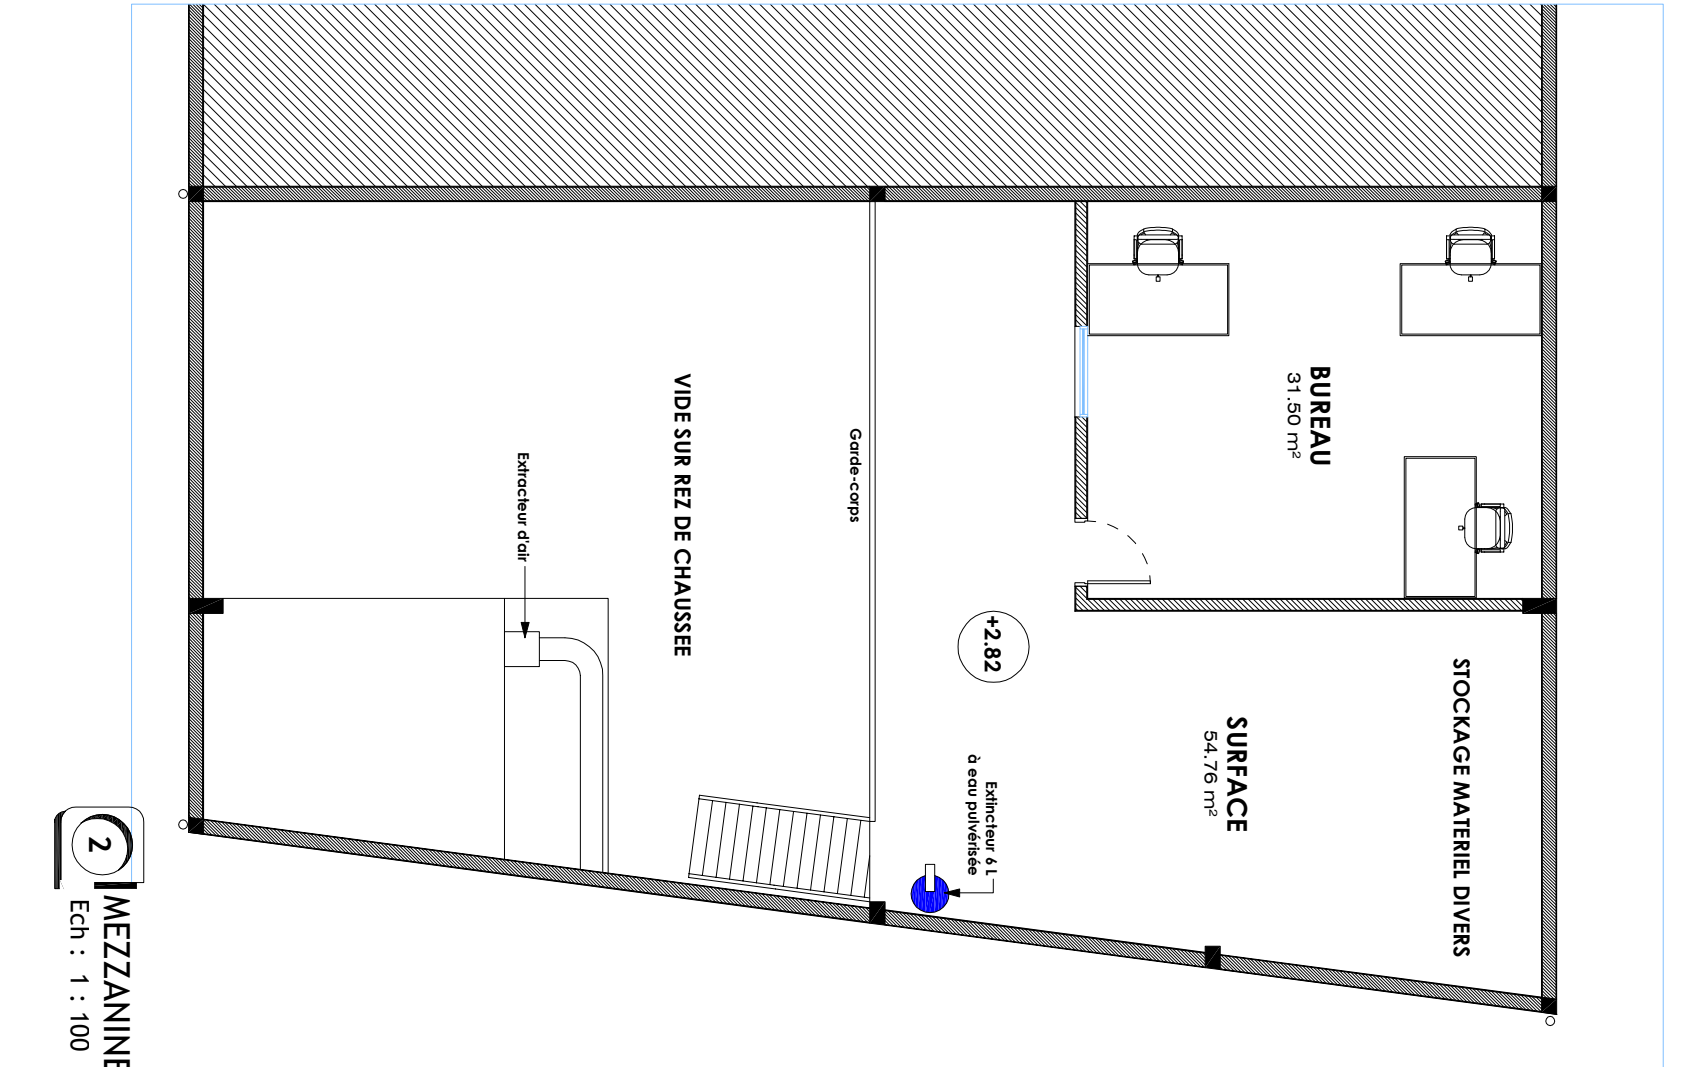 BUREAU
31.50 m²
STOCKAGE MATERIEL DIVERS
SURFACE
54.76 m²
+2.82
Extincteur 6 L
à eau pulvérisée
Garde-corps
VIDE SUR REZ DE CHAUSSEE
Extracteur d'air
2
MEZZANINE
Ech : 1 : 100